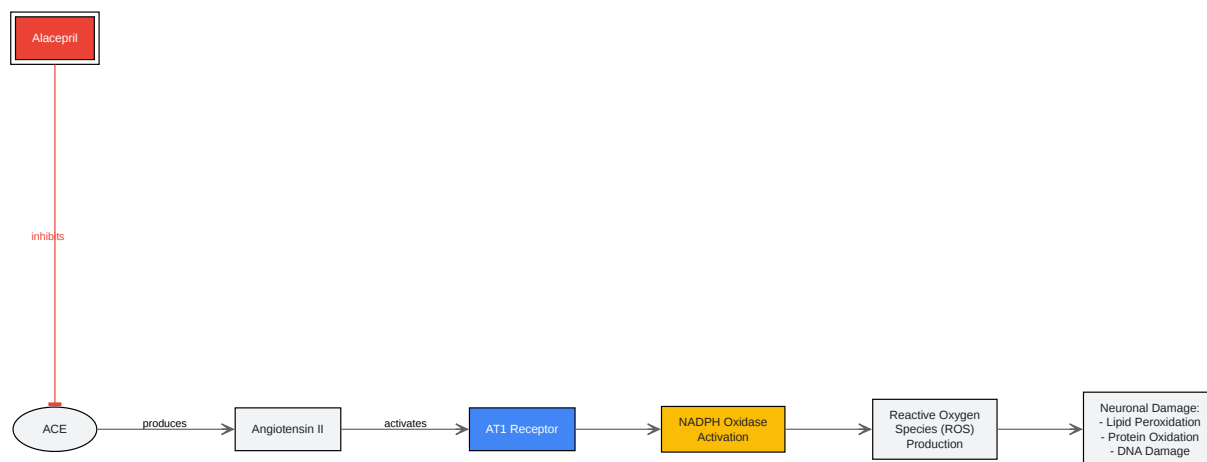 Alacepril
inhibits
ACE
produces
Angiotensin II
activates
AT1 Receptor
NADPH Oxidase
Activation
Reactive Oxygen
Species (ROS)
Production
Neuronal Damage:
- Lipid Peroxidation
- Protein Oxidation
- DNA Damage